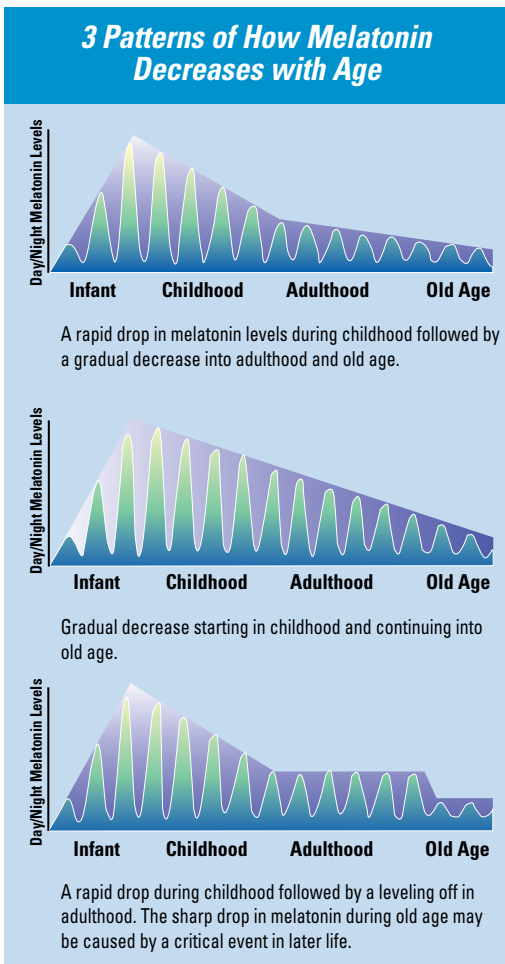 3 Patterns of How Melatonin
Decreases with Age
Day/Night Melatonin Levels
Infant Childhood Adulthood Old Age
A rapid drop in melatonin levels during childhood followed by
a gradual decrease into adulthood and old age.
Day/Night Melatonin Levels
Infant Childhood Adulthood Old Age
Gradual decrease starting in childhood and continuing into
old age.
Day/Night Melatonin Levels
Infant Childhood Adulthood Old Age
A rapid drop during childhood followed by a leveling off in
adulthood. The sharp drop in melatonin during old age may
be caused by a critical event in later life.